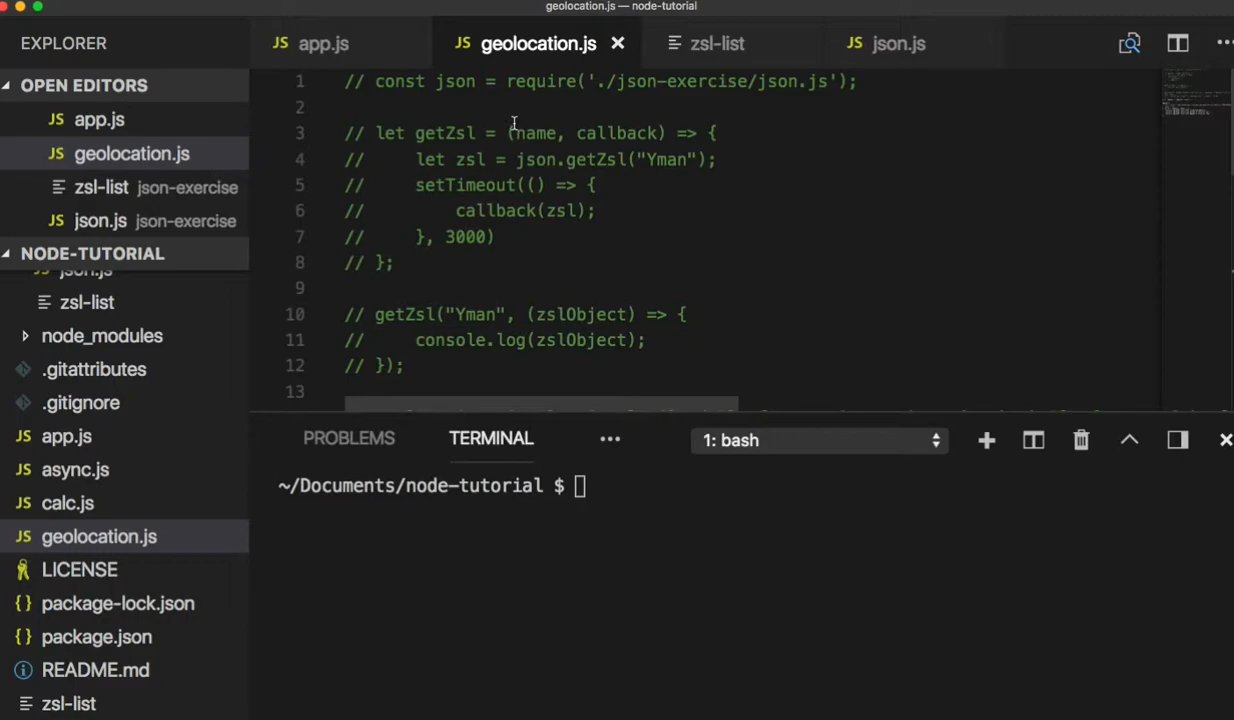 geolocation.js — node-tutorial
EXPLORER
OPEN EDITORS
JS app.js
JS geolocation.js
zsl-list json-exercise
JS json.js json-exercise
NODE-TUTORIAL
JS json.js
zsl-list
node_modules
.gitattributes
.gitignore
JS app.js
JS async.js
JS calc.js
JS geolocation.js
LICENSE
{} package-lock.json
{} package.json
README.md
zsl-list
JS app.js JS geolocation.js × zsl-list JS json.js
1 // const json = require('./json-exercise/json.js');
2
3 // let getZsl = (name, callback) => {
4 //     let zsl = json.getZsl("Yman");
5 //     setTimeout(() => {
6 //         callback(zsl);
7 //     }, 3000)
8 // };
9
10 // getZsl("Yman", (zslObject) => {
11 //     console.log(zslObject);
12 // });
13
PROBLEMS TERMINAL ••• 1: bash
~/Documents/node-tutorial $